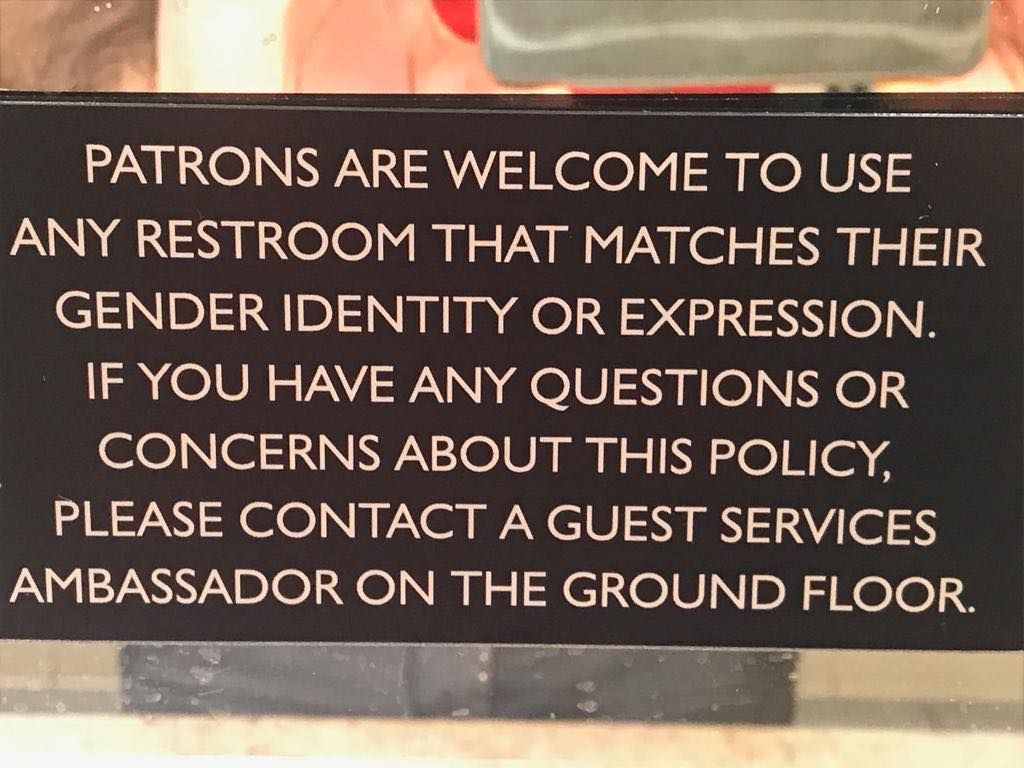 PATRONS ARE WELCOME TO USE
ANY RESTROOM THAT MATCHES THEIR
GENDER IDENTITY OR EXPRESSION.
IF YOU HAVE ANY QUESTIONS OR
CONCERNS ABOUT THIS POLICY,
PLEASE CONTACT A GUEST SERVICES
AMBASSADOR ON THE GROUND FLOOR.